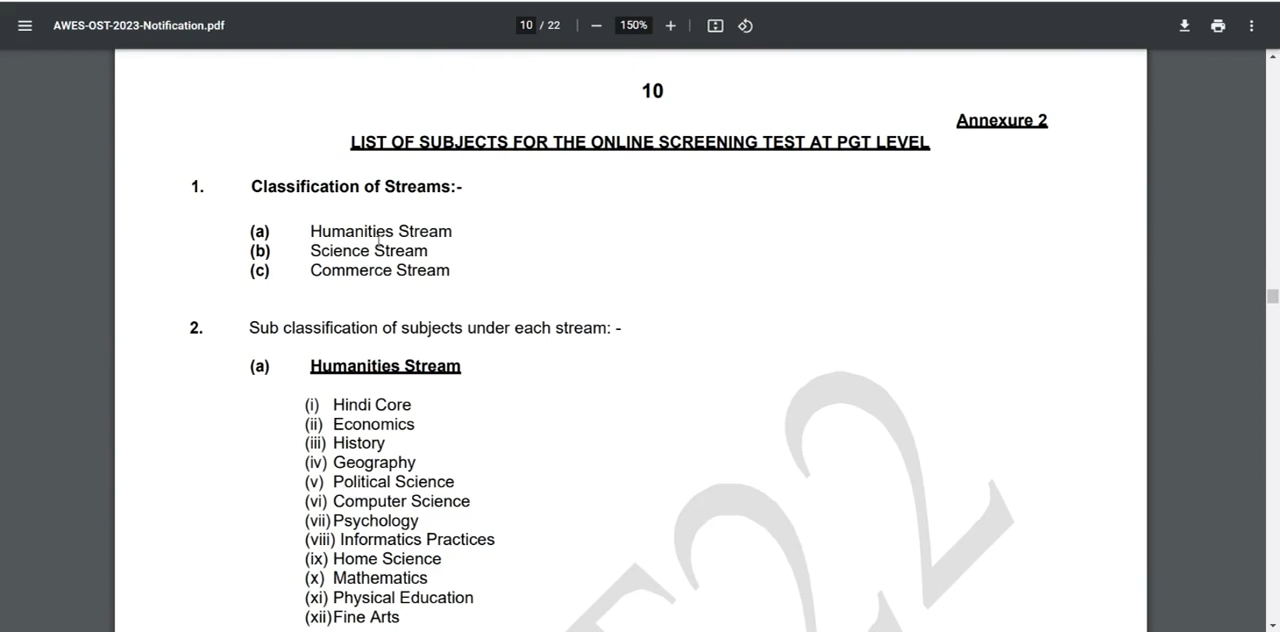 AWES-OST-2023-Notification.pdf
10 / 22
150%
10
Annexure 2
LIST OF SUBJECTS FOR THE ONLINE SCREENING TEST AT PGT LEVEL
1. Classification of Streams:-
(a) Humanities Stream
(b) Science Stream
(c) Commerce Stream
2. Sub classification of subjects under each stream: -
(a) Humanities Stream
(i) Hindi Core
(ii) Economics
(iii) History
(iv) Geography
(v) Political Science
(vi) Computer Science
(vii) Psychology
(viii) Informatics Practices
(ix) Home Science
(x) Mathematics
(xi) Physical Education
(xii) Fine Arts
22